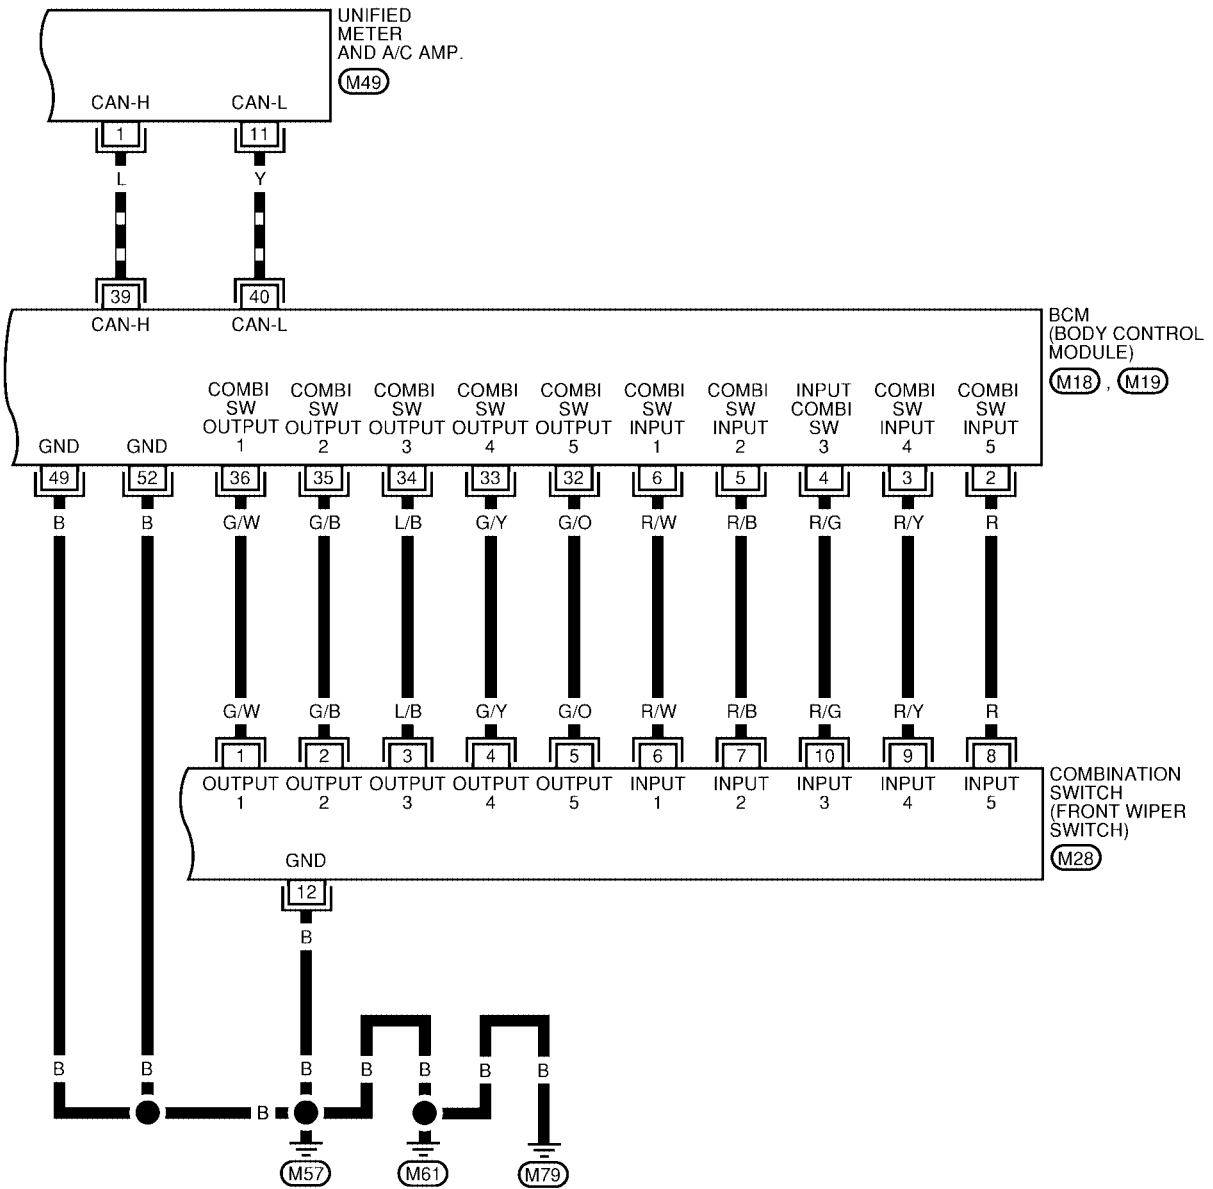 UNIFIED
METER
AND A/C AMP.
M49
CAN-H CAN-L
1 11
L Y
39 40
CAN-H CAN-L
BCM
(BODY CONTROL
MODULE)
M18 , M19
COMBI COMBI COMBI COMBI COMBI COMBI COMBI INPUT COMBI COMBI
SW SW SW SW SW SW SW COMBI SW SW
OUTPUT OUTPUT OUTPUT OUTPUT OUTPUT INPUT INPUT SW INPUT INPUT
GND GND 1 2 3 4 5 1 2 3 4 5
49 52 36 35 34 33 32 6 5 4 3 2
B B G/W G/B L/B G/Y G/O R/W R/B R/G R/Y R
G/W G/B L/B G/Y G/O R/W R/B R/G R/Y R
1 2 3 4 5 6 7 10 9 8
OUTPUT OUTPUT OUTPUT OUTPUT OUTPUT INPUT INPUT INPUT INPUT INPUT
1 2 3 4 5 1 2 3 4 5
COMBINATION
SWITCH
(FRONT WIPER
SWITCH)
M28
GND
12
B
B B B B B B B
B
M57 M61 M79